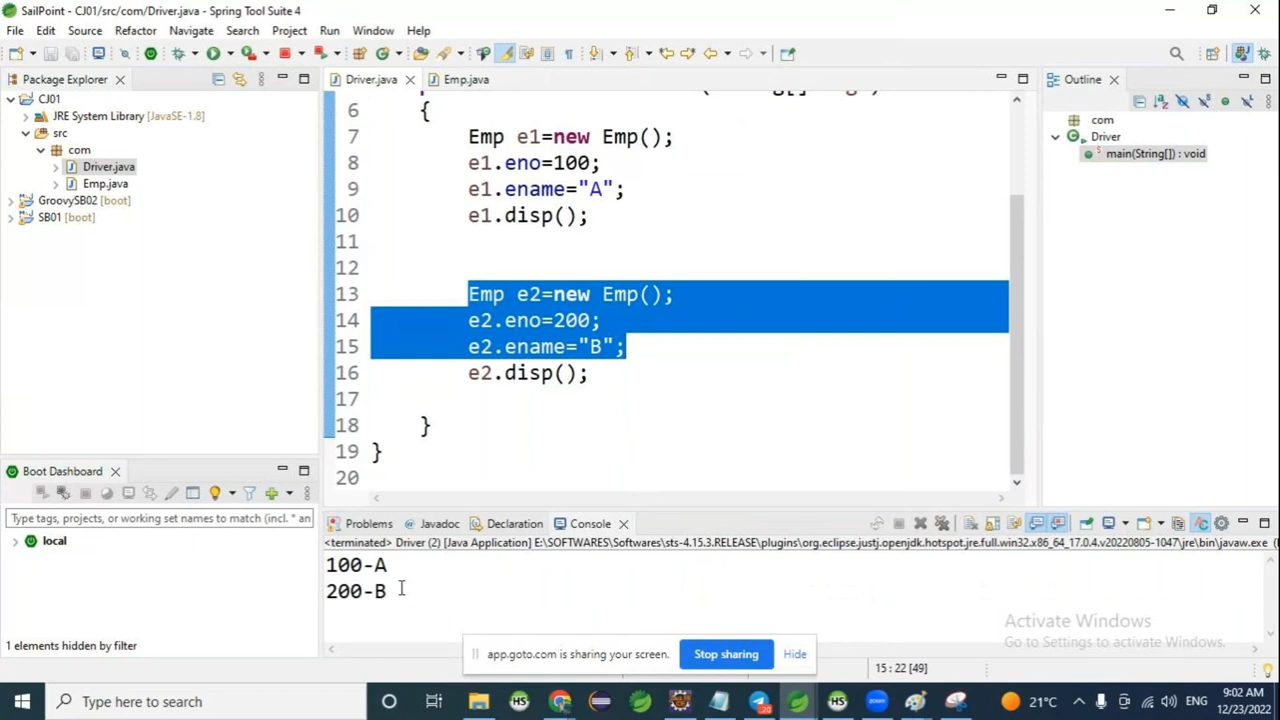 SailPoint - CJ01/src/com/Driver.java - Spring Tool Suite 4
File Edit Source Refactor Navigate Search Project Run Window Help
Package Explorer
CJ01
JRE System Library [JavaSE-1.8]
src
com
Driver.java
Emp.java
GroovySB02 [boot]
SB01 [boot]
Driver.java Emp.java
6 {
7 Emp e1=new Emp();
8 e1.eno=100;
9 e1.ename="A";
10 e1.disp();
11
12
13 Emp e2=new Emp();
14 e2.eno=200;
15 e2.ename="B";
16 e2.disp();
17
18 }
19 }
20
Outline
com
Driver
main(String[]) : void
Boot Dashboard
Type tags, projects, or working set names to match (incl. * an
local
1 elements hidden by filter
Problems Javadoc Declaration Console
<terminated> Driver (2) [Java Application] E:\SOFTWARES\Softwares\sts-4.15.3.RELEASE\plugins\org.eclipse.justj.openjdk.hotspot.jre.full.win32.x86_64_17.0.4.v20220805-1047\jre\bin\javaw.exe
100-A
200-B
Activate Windows
Go to Settings to activate Windows.
app.goto.com is sharing your screen. Stop sharing Hide
15 : 22 [49]
Type here to search
21°C ENG
9:02 AM
12/23/2022